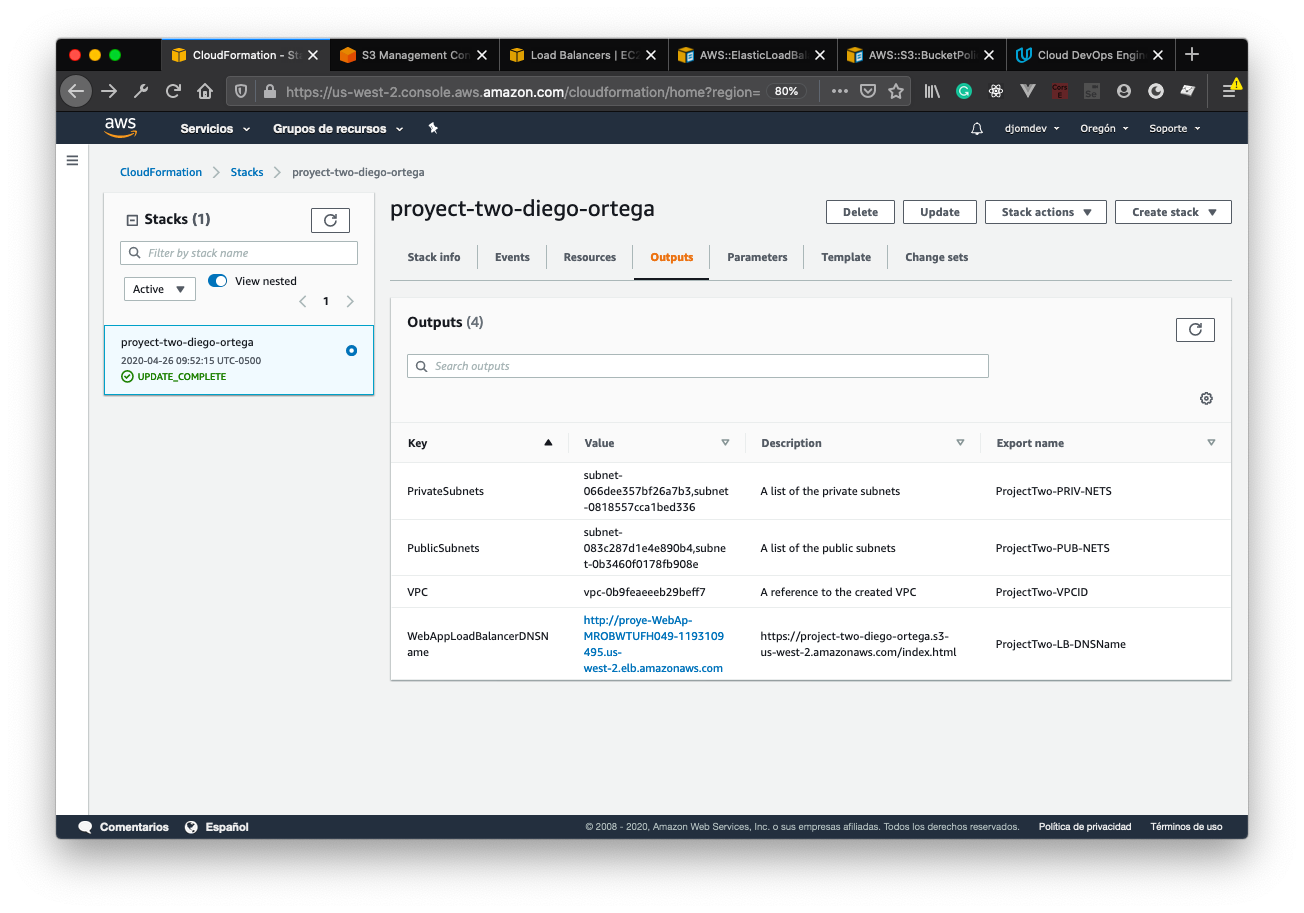 CloudFormation - Sta
S3 Management Con
Load Balancers | EC2
AWS::ElasticLoadBal
AWS::S3::BucketPoli
Cloud DevOps Engin
https://us-west-2.console.aws.amazon.com/cloudformation/home?region=
80%
aws
Servicios
Grupos de recursos
djomdev
Oregón
Soporte
CloudFormation
Stacks
proyect-two-diego-ortega
Stacks (1)
Filter by stack name
Active
View nested
1
proyect-two-diego-ortega
2020-04-26 09:52:15 UTC-0500
UPDATE_COMPLETE
proyect-two-diego-ortega
Delete
Update
Stack actions
Create stack
Stack info
Events
Resources
Outputs
Parameters
Template
Change sets
Outputs (4)
Search outputs
Key
Value
Description
Export name
PrivateSubnets
subnet-
066dee357bf26a7b3,subnet
-0818557cca1bed336
A list of the private subnets
ProjectTwo-PRIV-NETS
PublicSubnets
subnet-
083c287d1e4e890b4,subne
t-0b3460f0178fb908e
A list of the public subnets
ProjectTwo-PUB-NETS
VPC
vpc-0b9feaeeeb29beff7
A reference to the created VPC
ProjectTwo-VPCID
WebAppLoadBalancerDNSN
ame
http://proye-WebAp-
MROBWTUFH049-1193109
495.us-
west-2.elb.amazonaws.com
https://project-two-diego-ortega.s3-
us-west-2.amazonaws.com/index.html
ProjectTwo-LB-DNSName
Comentarios
Español
© 2008 - 2020, Amazon Web Services, Inc. o sus empresas afiliadas. Todos los derechos reservados.
Política de privacidad
Términos de uso